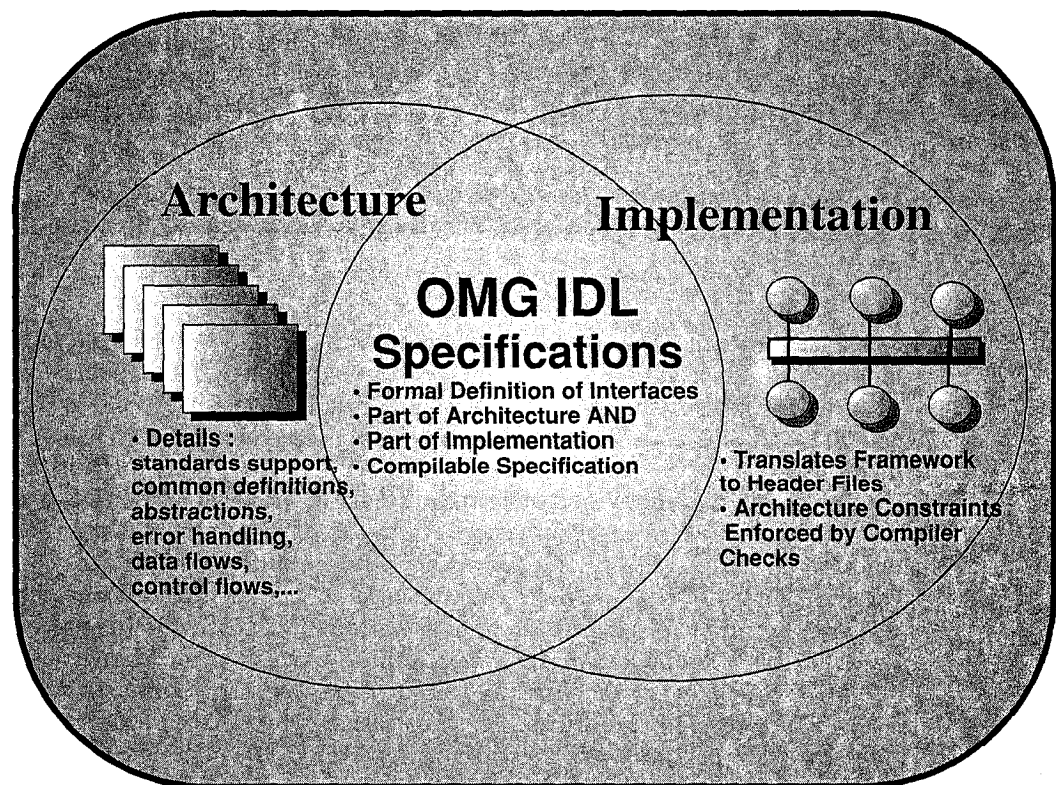 Architecture
Implementation
OMG IDL
Specifications
• Formal Definition of Interfaces
• Part of Architecture AND
• Part of Implementation
• Compilable Specification
• Details :
standards support,
common definitions,
abstractions,
error handling,
data flows,
control flows,...
• Translates Framework
to Header Files
• Architecture Constraints
Enforced by Compiler
Checks